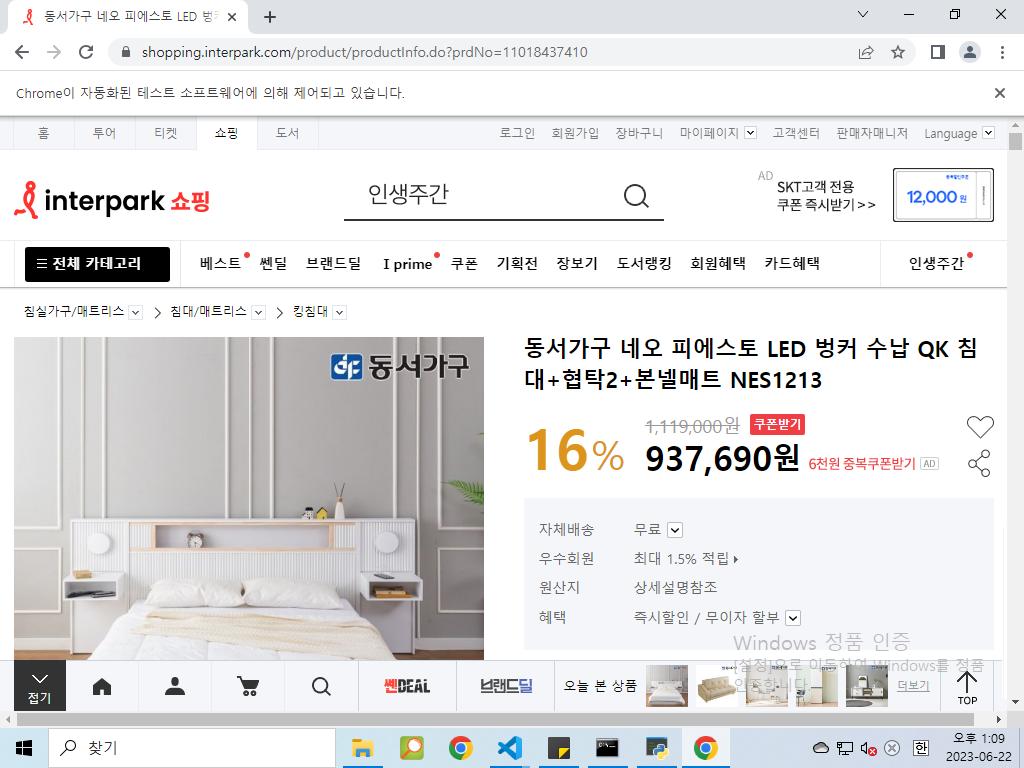 동서가구 네오 피에스토 LED 벙커
shopping.interpark.com/product/productInfo.do?prdNo=11018437410
Chrome이 자동화된 테스트 소프트웨어에 의해 제어되고 있습니다.
홈 투어 티켓 쇼핑 도서 로그인 회원가입 장바구니 마이페이지 고객센터 판매자매니저 Language
interpark 쇼핑 인생주간 AD SKT고객 전용
쿠폰 즉시받기>>
12,000원
전체 카테고리 베스트 쎈딜 브랜드딜 I prime 쿠폰 기획전 장보기 도서랭킹 회원혜택 카드혜택 인생주간
침실가구/매트리스 > 침대/매트리스 > 킹침대
동서가구
동서가구 네오 피에스토 LED 벙커 수납 QK 침
대+협탁2+본넬매트 NES1213
16% 1,119,000원 쿠폰받기
937,690원 6천원 중복쿠폰받기 AD
자체배송 무료
우수회원 최대 1.5% 적립
원산지 상세설명참조
혜택 즉시할인 / 무이자 할부
Windows 정품 인증
[설정]으로 이동하여 Windows를 정품
인증합니다.
접기 쎈DEAL 브랜드딜 오늘 본 상품 더보기 TOP
찾기 한 오후 1:09
2023-06-22